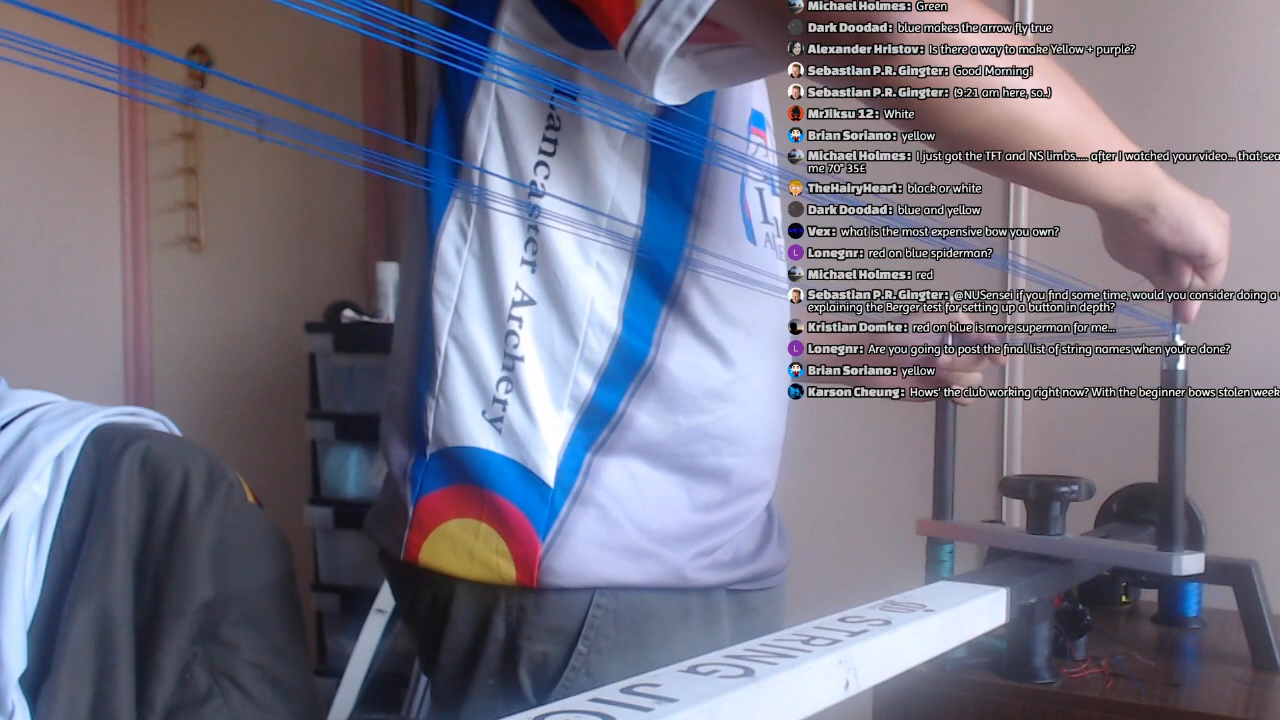 Michael Holmes: Green
Dark Doodad: blue makes the arrow fly true
Alexander Hristov: Is there a way to make Yellow + purple?
Sebastian P.R. Gingter: Good Morning!
Sebastian P.R. Gingter: (9:21 am here, so..)
MrJiksu 12: White
Brian Soriano: yellow
Michael Holmes: I just got the TFT and NS limbs..... after I watched your video... that
me 70" 35£
TheHairyHeart: black or white
Dark Doodad: blue and yellow
Vex: what is the most expensive bow you own?
Lonegnr: red on blue spiderman?
Michael Holmes: red
Sebastian P.R. Gingter: @NUSensei if you find some time, would you consider doing a
explaining the Berger test for setting up a button in depth?
Kristian Domke: red on blue is more superman for me...
Lonegnr: Are you going to post the final list of string names when you're done?
Brian Soriano: yellow
Karson Cheung: Hows' the club working right now? With the beginner bows stolen week
L
L
Lancaster Archery
STRING JIG